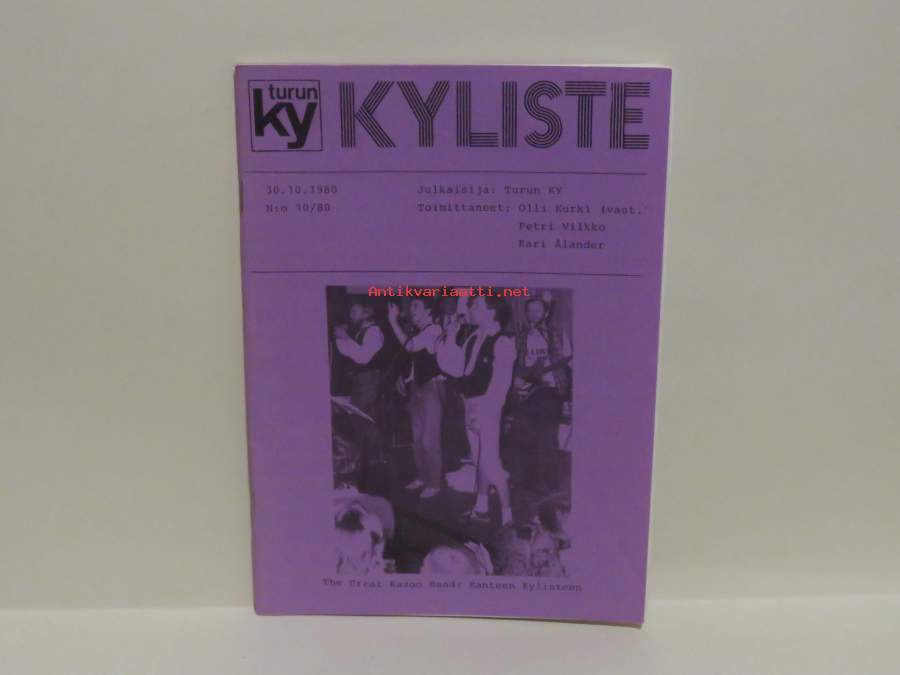 turun
ky
KYLISTE
30.10.1980
N:o 10/80
Julkaisija: Turun KY
Toimittaneet: Olli Kurki (vast.
Petri Vilkko
Kari Ålander
Antikvariaatti.net
The Great Kazoo Band: Kanteen Kylisteen